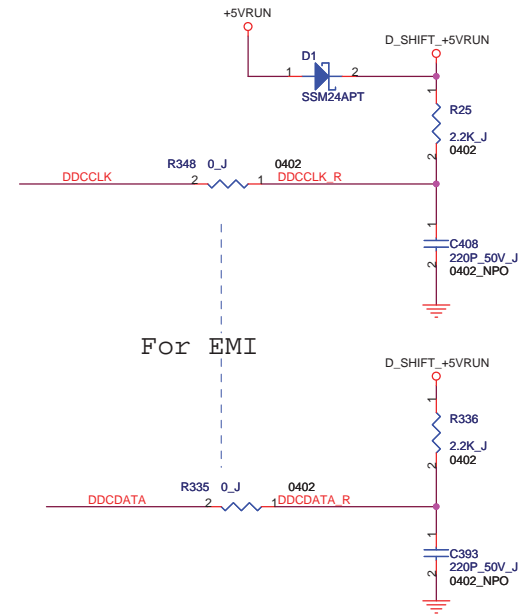 +5VRUN
D_SHIFT_+5VRUN
D1
1 2
SSM24APT
1
R25
2.2K_J
0402
2
DDCCLK
R348 0_J 0402
2 1 DDCCLK_R
1
C408
220P_50V_J
0402_NPO
2
For EMI
D_SHIFT_+5VRUN
1
R336
2.2K_J
0402
2
DDCDATA
R335 0_J 0402
2 1 DDCDATA_R
1
C393
220P_50V_J
0402_NPO
2